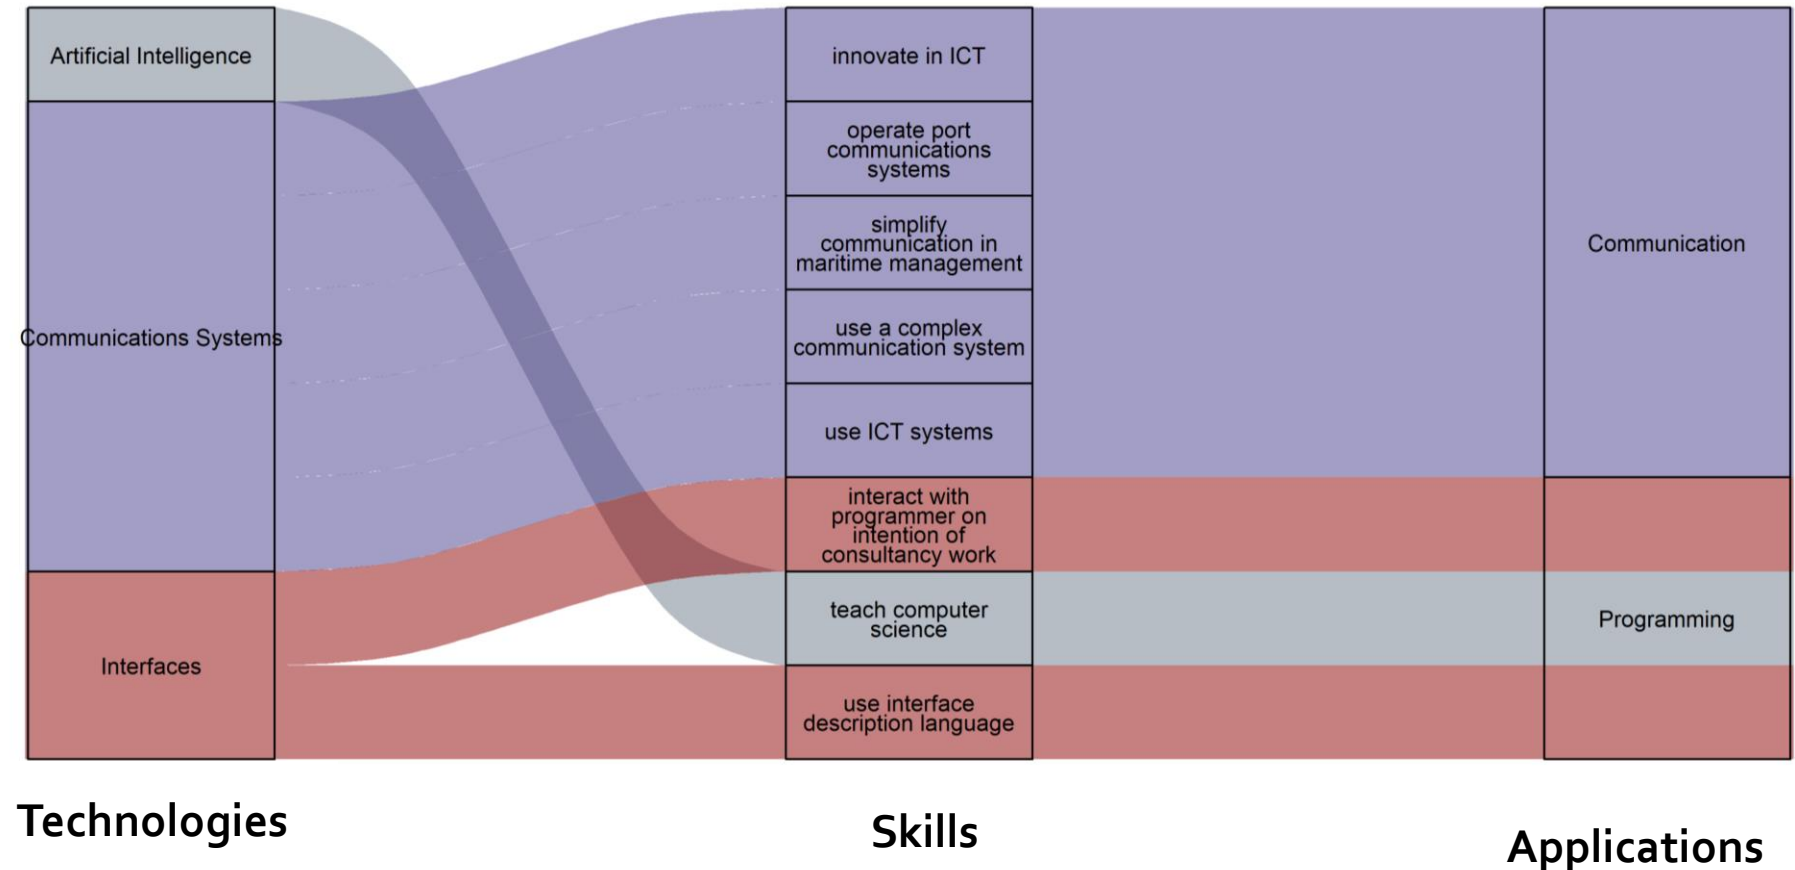 Artificial Intelligence
Communications Systems
Interfaces
innovate in ICT
operate port
communications
systems
simplify
communication in
maritime management
use a complex
communication system
use ICT systems
interact with
programmer on
intention of
consultancy work
teach computer
science
use interface
description language
Communication
Programming
Technologies
Skills
Applications